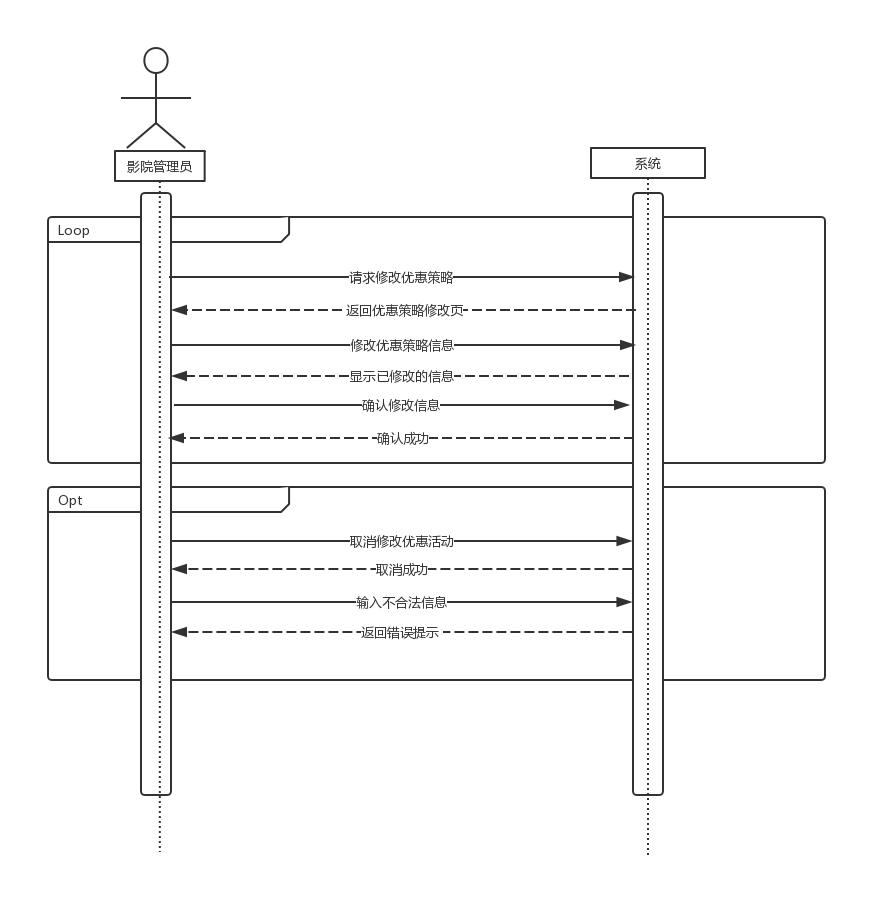 影院管理员
系统
Loop
请求修改优惠策略
返回优惠策略修改页
修改优惠策略信息
显示已修改的信息
确认修改信息
确认成功
Opt
取消修改优惠活动
取消成功
输入不合法信息
返回错误提示